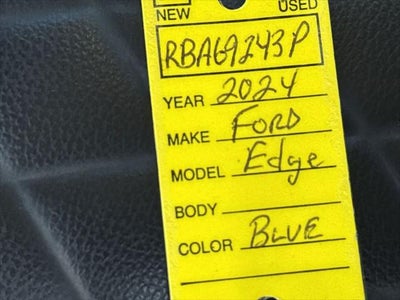 NEW USED
RBA69243P
YEAR 2024
MAKE FORD
MODEL Edge
BODY
COLOR BLUE